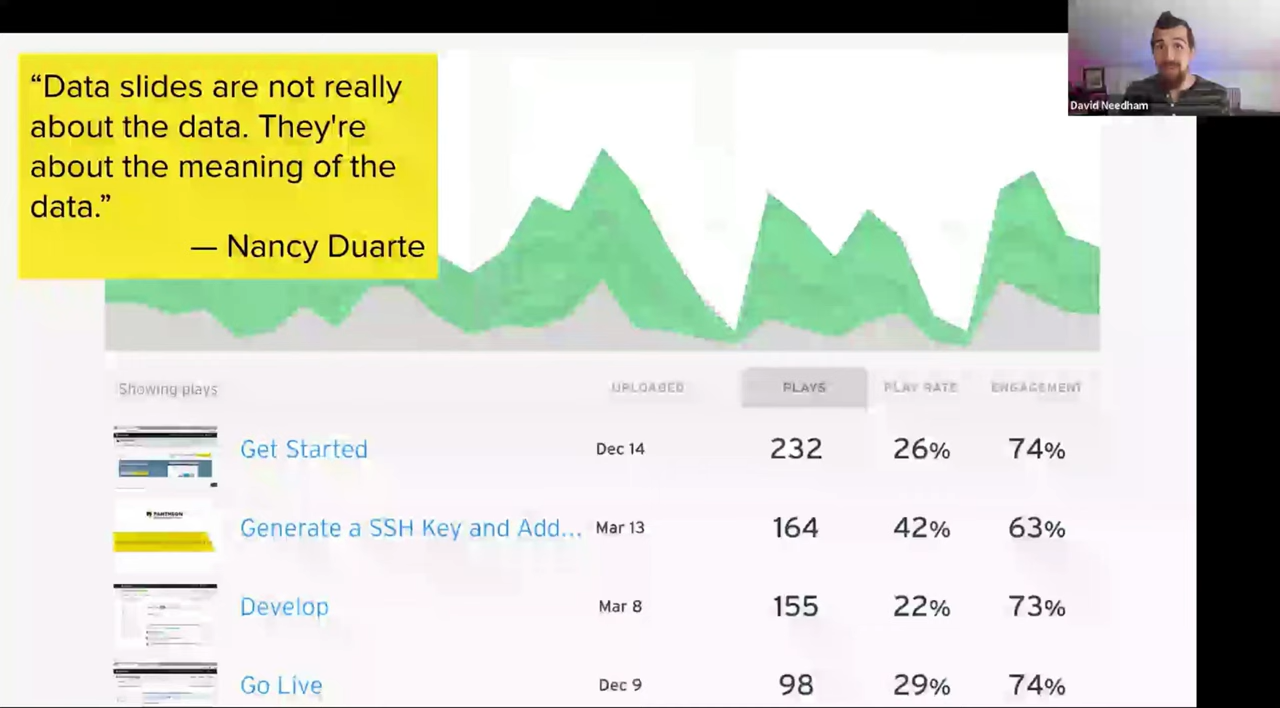 “Data slides are not really
about the data. They're
about the meaning of the
data.”
— Nancy Duarte
David Needham
Showing plays UPLOADED PLAYS PLAY RATE ENGAGEMENT
Get Started Dec 14 232 26% 74%
PANTHEON
Generate a SSH Key and Add... Mar 13 164 42% 63%
Develop Mar 8 155 22% 73%
Go Live Dec 9 98 29% 74%